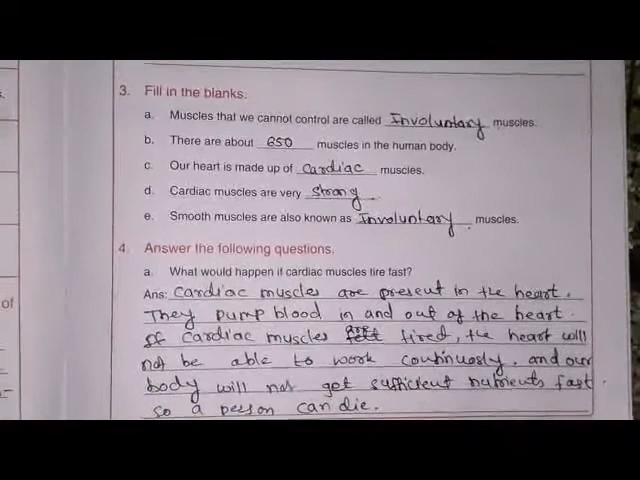 s.
3. Fill in the blanks.
a. Muscles that we cannot control are called Involuntary muscles.
b. There are about 650 muscles in the human body.
c. Our heart is made up of cardiac muscles.
d. Cardiac muscles are very strong.
e. Smooth muscles are also known as Involuntary muscles.
4. Answer the following questions.
a. What would happen if cardiac muscles tire fast?
of
Ans: Cardiac muscles are present in the heart.
They pump blood in and out of the heart.
If cardiac muscles are tired, the heart will
not be able to work continuosly. and our
body will not get sufficient nutrients fast.
so a person can die.